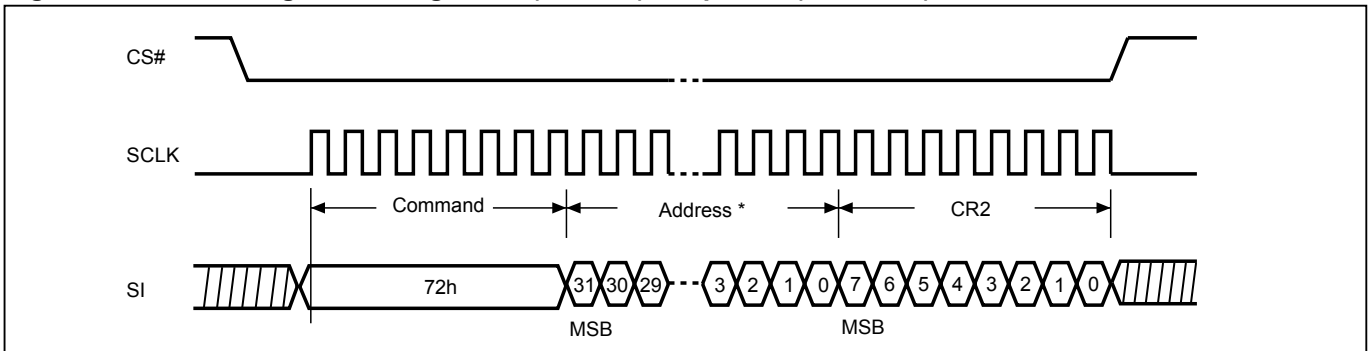 CS#
SCLK
Command Address * CR2
SI 72h 31 30 29 3 2 1 0 7 6 5 4 3 2 1 0
MSB MSB